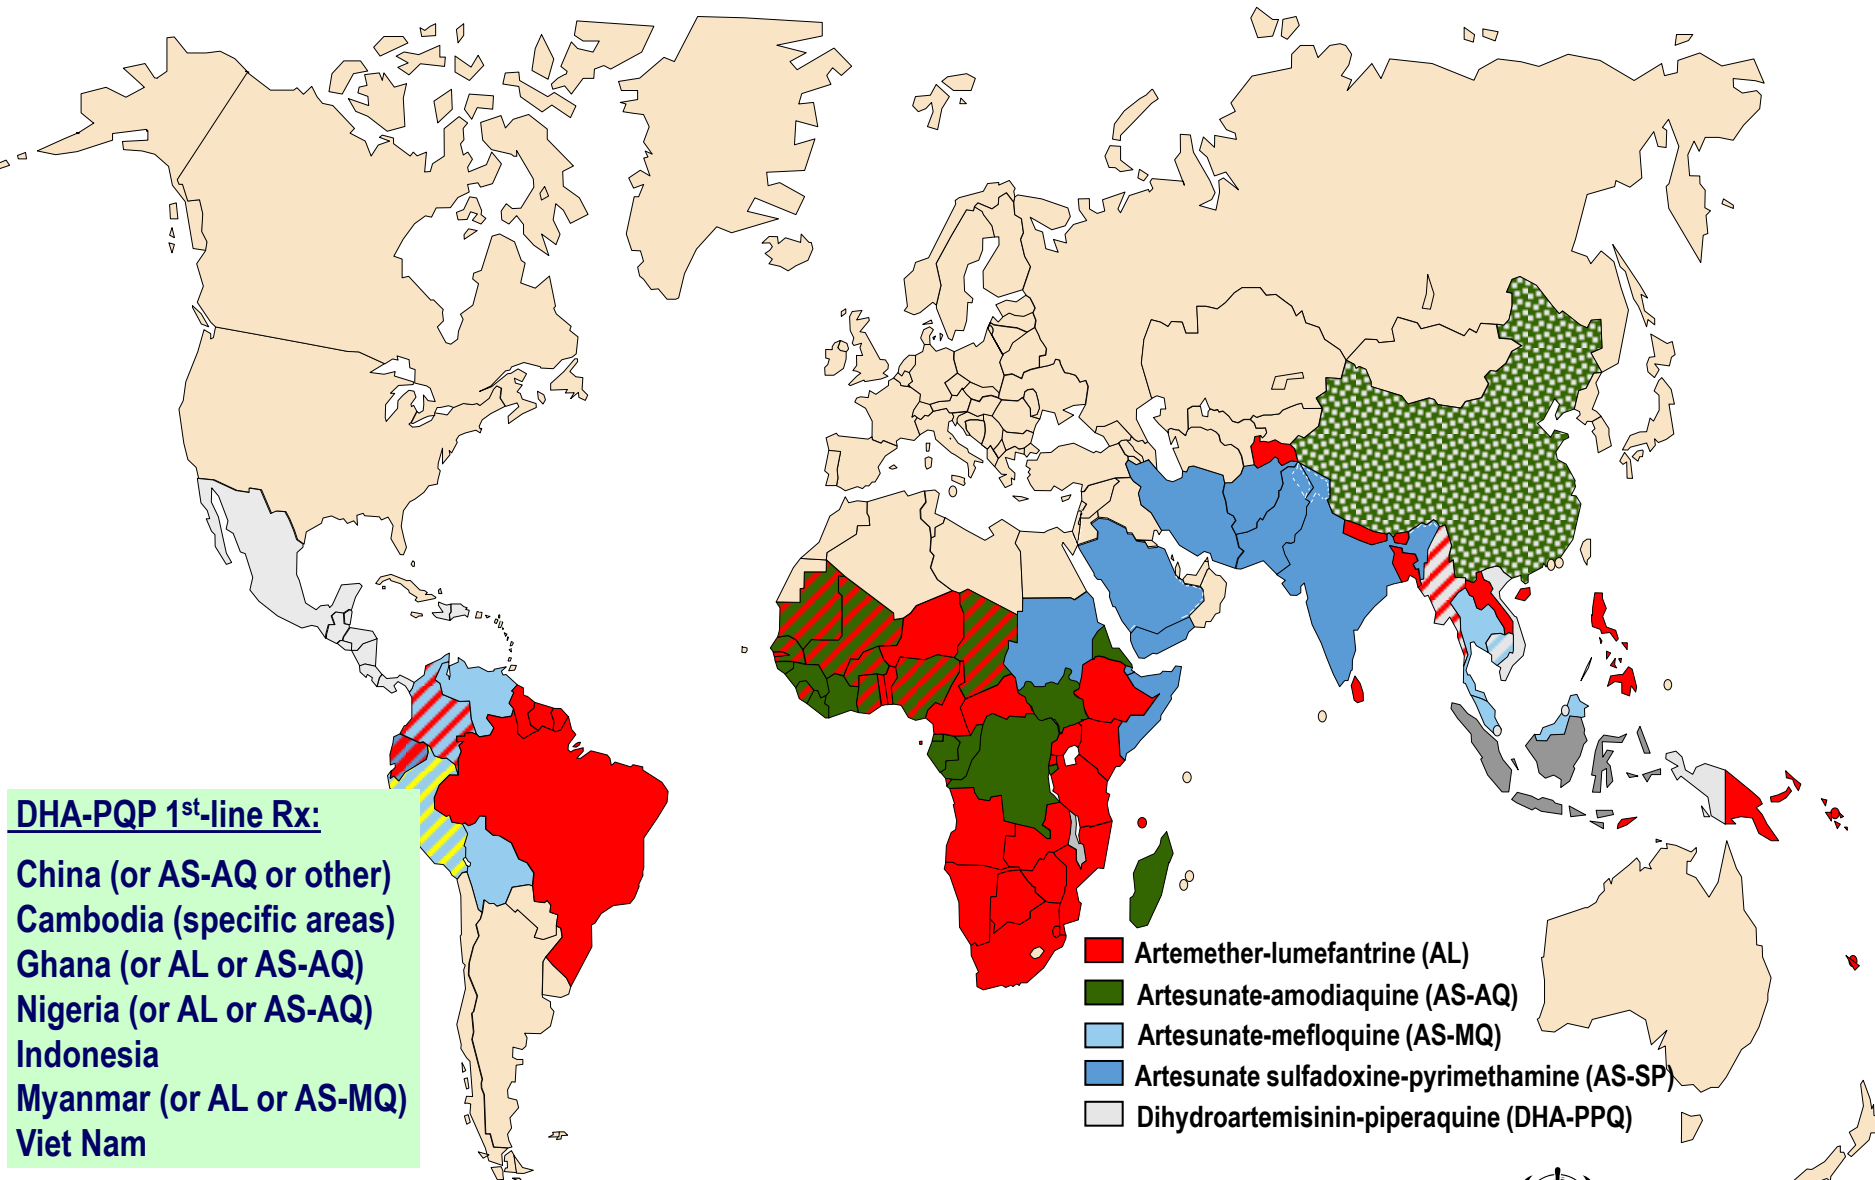 DHA-PQP 1st-line Rx:
China (or AS-AQ or other)
Cambodia (specific areas)
Ghana (or AL or AS-AQ)
Nigeria (or AL or AS-AQ)
Indonesia
Myanmar (or AL or AS-MQ)
Viet Nam
Artemether-lumefantrine (AL)
Artesunate-amodiaquine (AS-AQ)
Artesunate-mefloquine (AS-MQ)
Artesunate sulfadoxine-pyrimethamine (AS-SP)
Dihydroartemisinin-piperaquine (DHA-PPQ)